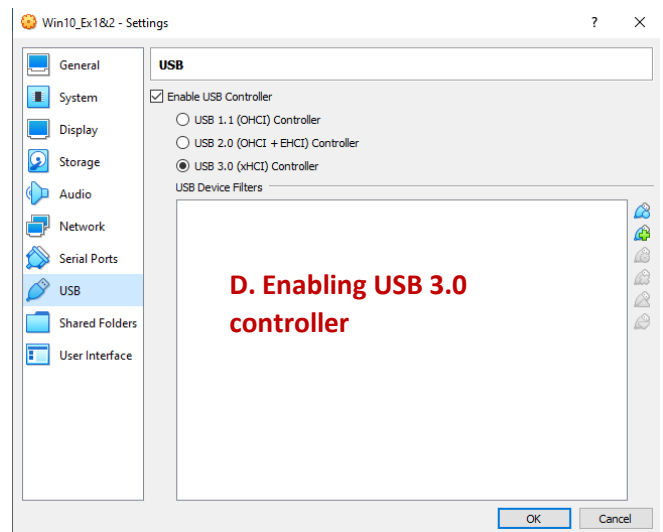 Win10_Ex1&2 - Settings
?
×
General
System
Display
Storage
Audio
Network
Serial Ports
USB
Shared Folders
User Interface
USB
Enable USB Controller
USB 1.1 (OHCI) Controller
USB 2.0 (OHCI + EHCI) Controller
USB 3.0 (xHCI) Controller
USB Device Filters
D. Enabling USB 3.0
controller
OK
Cancel